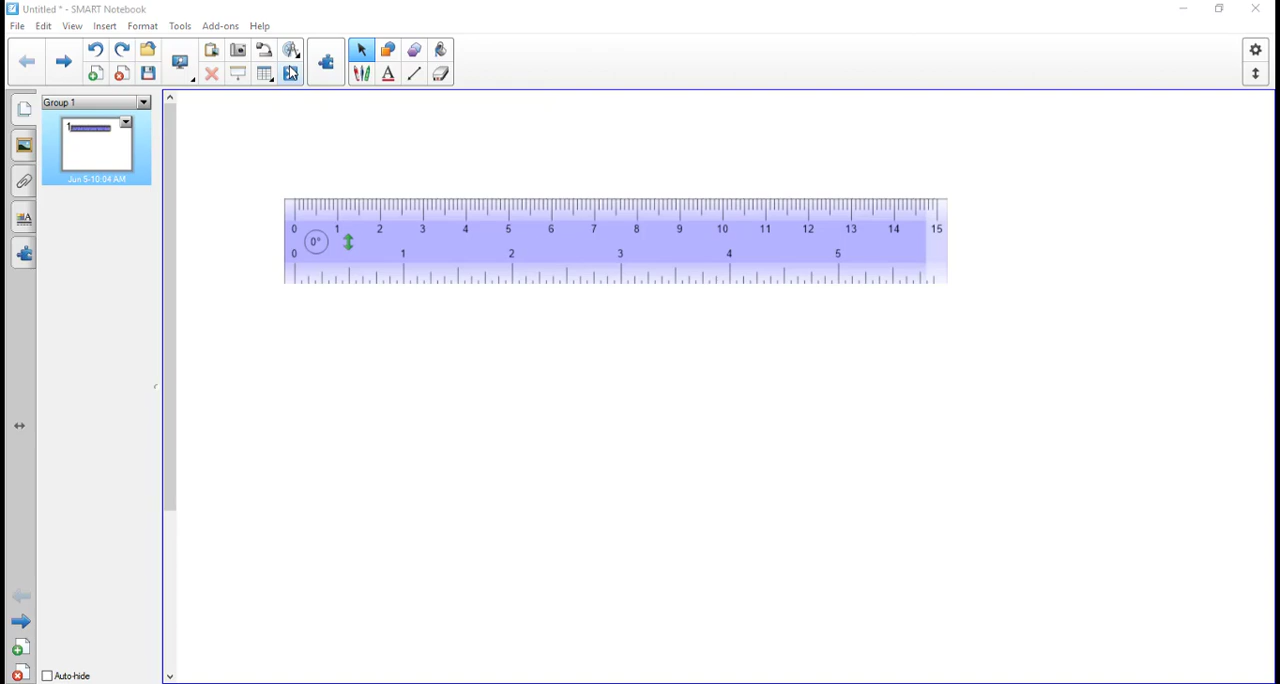 Untitled * - SMART Notebook
File Edit View Insert Format Tools Add-ons Help
Group 1
1
Jun 5-10:04 AM
0 1 2 3 4 5 6 7 8 9 10 11 12 13 14 15
0°
0 1 2 3 4 5
Auto-hide